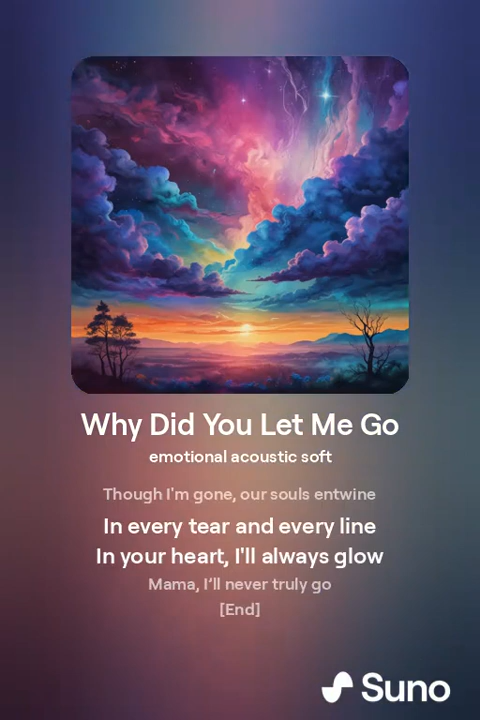 Why Did You Let Me Go
emotional acoustic soft
Though I'm gone, our souls entwine
In every tear and every line
In your heart, I'll always glow
Mama, I’ll never truly go
[End]
Suno